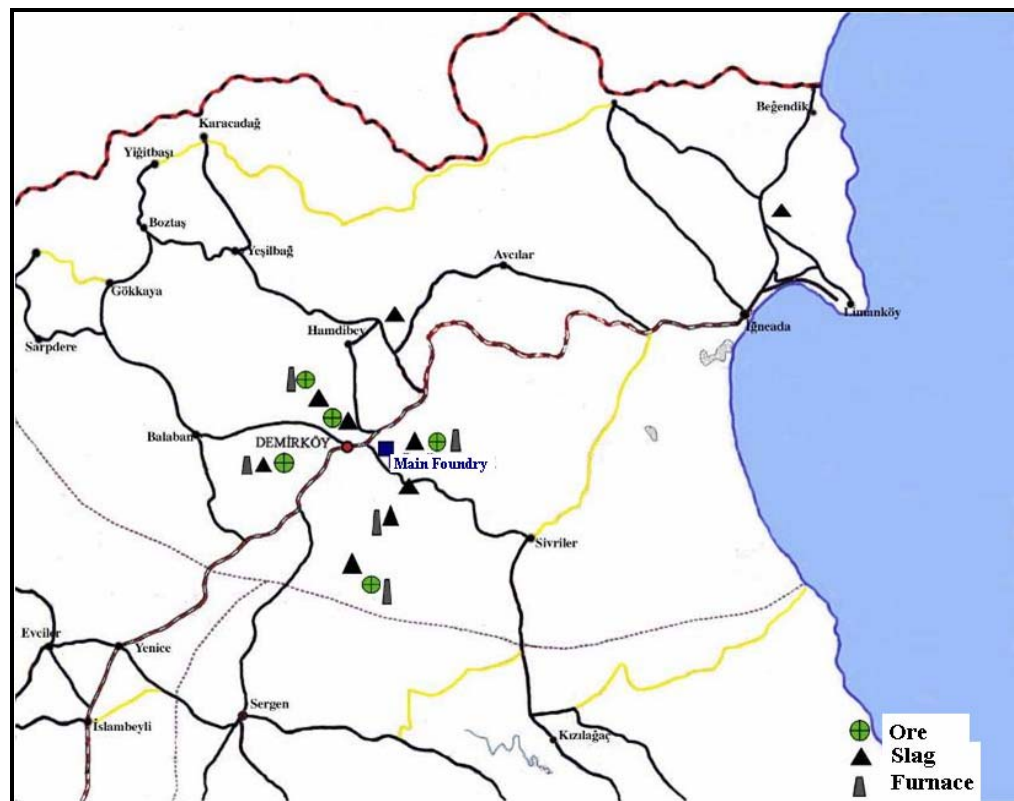 Beğendik
Karacadağ
Yiğitbaşı
Boztaş
Yeşilbağ
Avcılar
Gökkaya
Limanköy
İğneada
Hamdibey
Sarpdere
Balaban
DEMİRKÖY
Main Foundry
Sivriler
Evciler
Yenice
Sergen
İslambeyli
Kızılağaç
Ore
Slag
Furnace